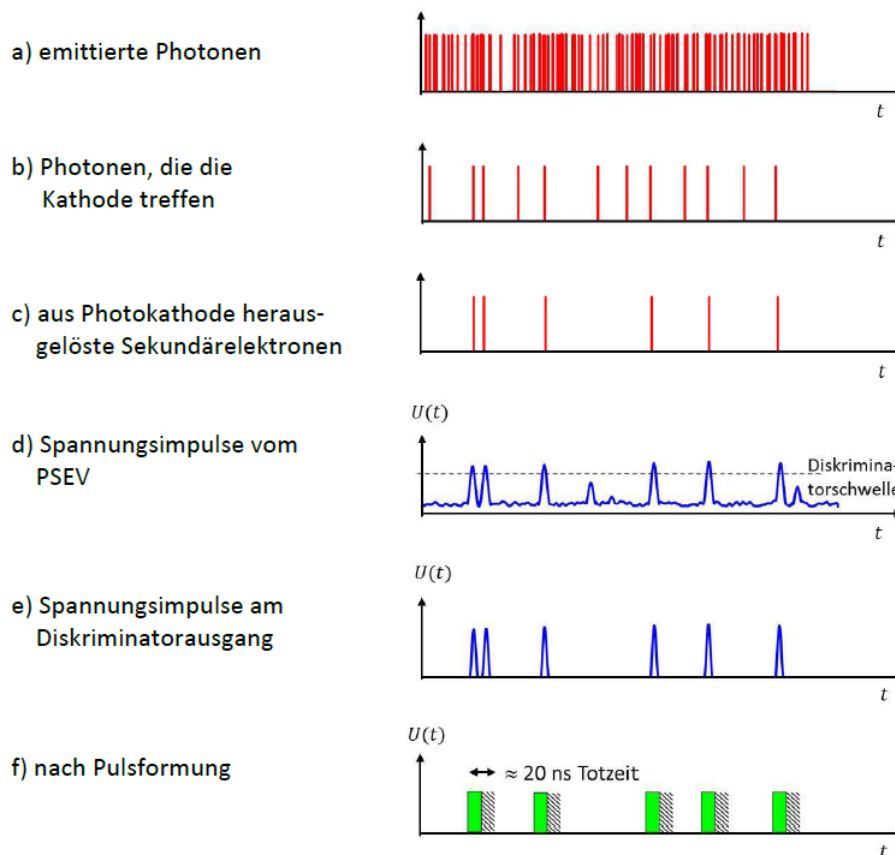 a) emittierte Photonen
t
b) Photonen, die die
Kathode treffen
t
c) aus Photokathode heraus-
gelöste Sekundärelektronen
t
U(t)
d) Spannungsimpulse vom
PSEV
Diskrimina-
torschwelle
t
U(t)
e) Spannungsimpulse am
Diskriminatorausgang
t
U(t)
f) nach Pulsformung
≈ 20 ns Totzeit
t